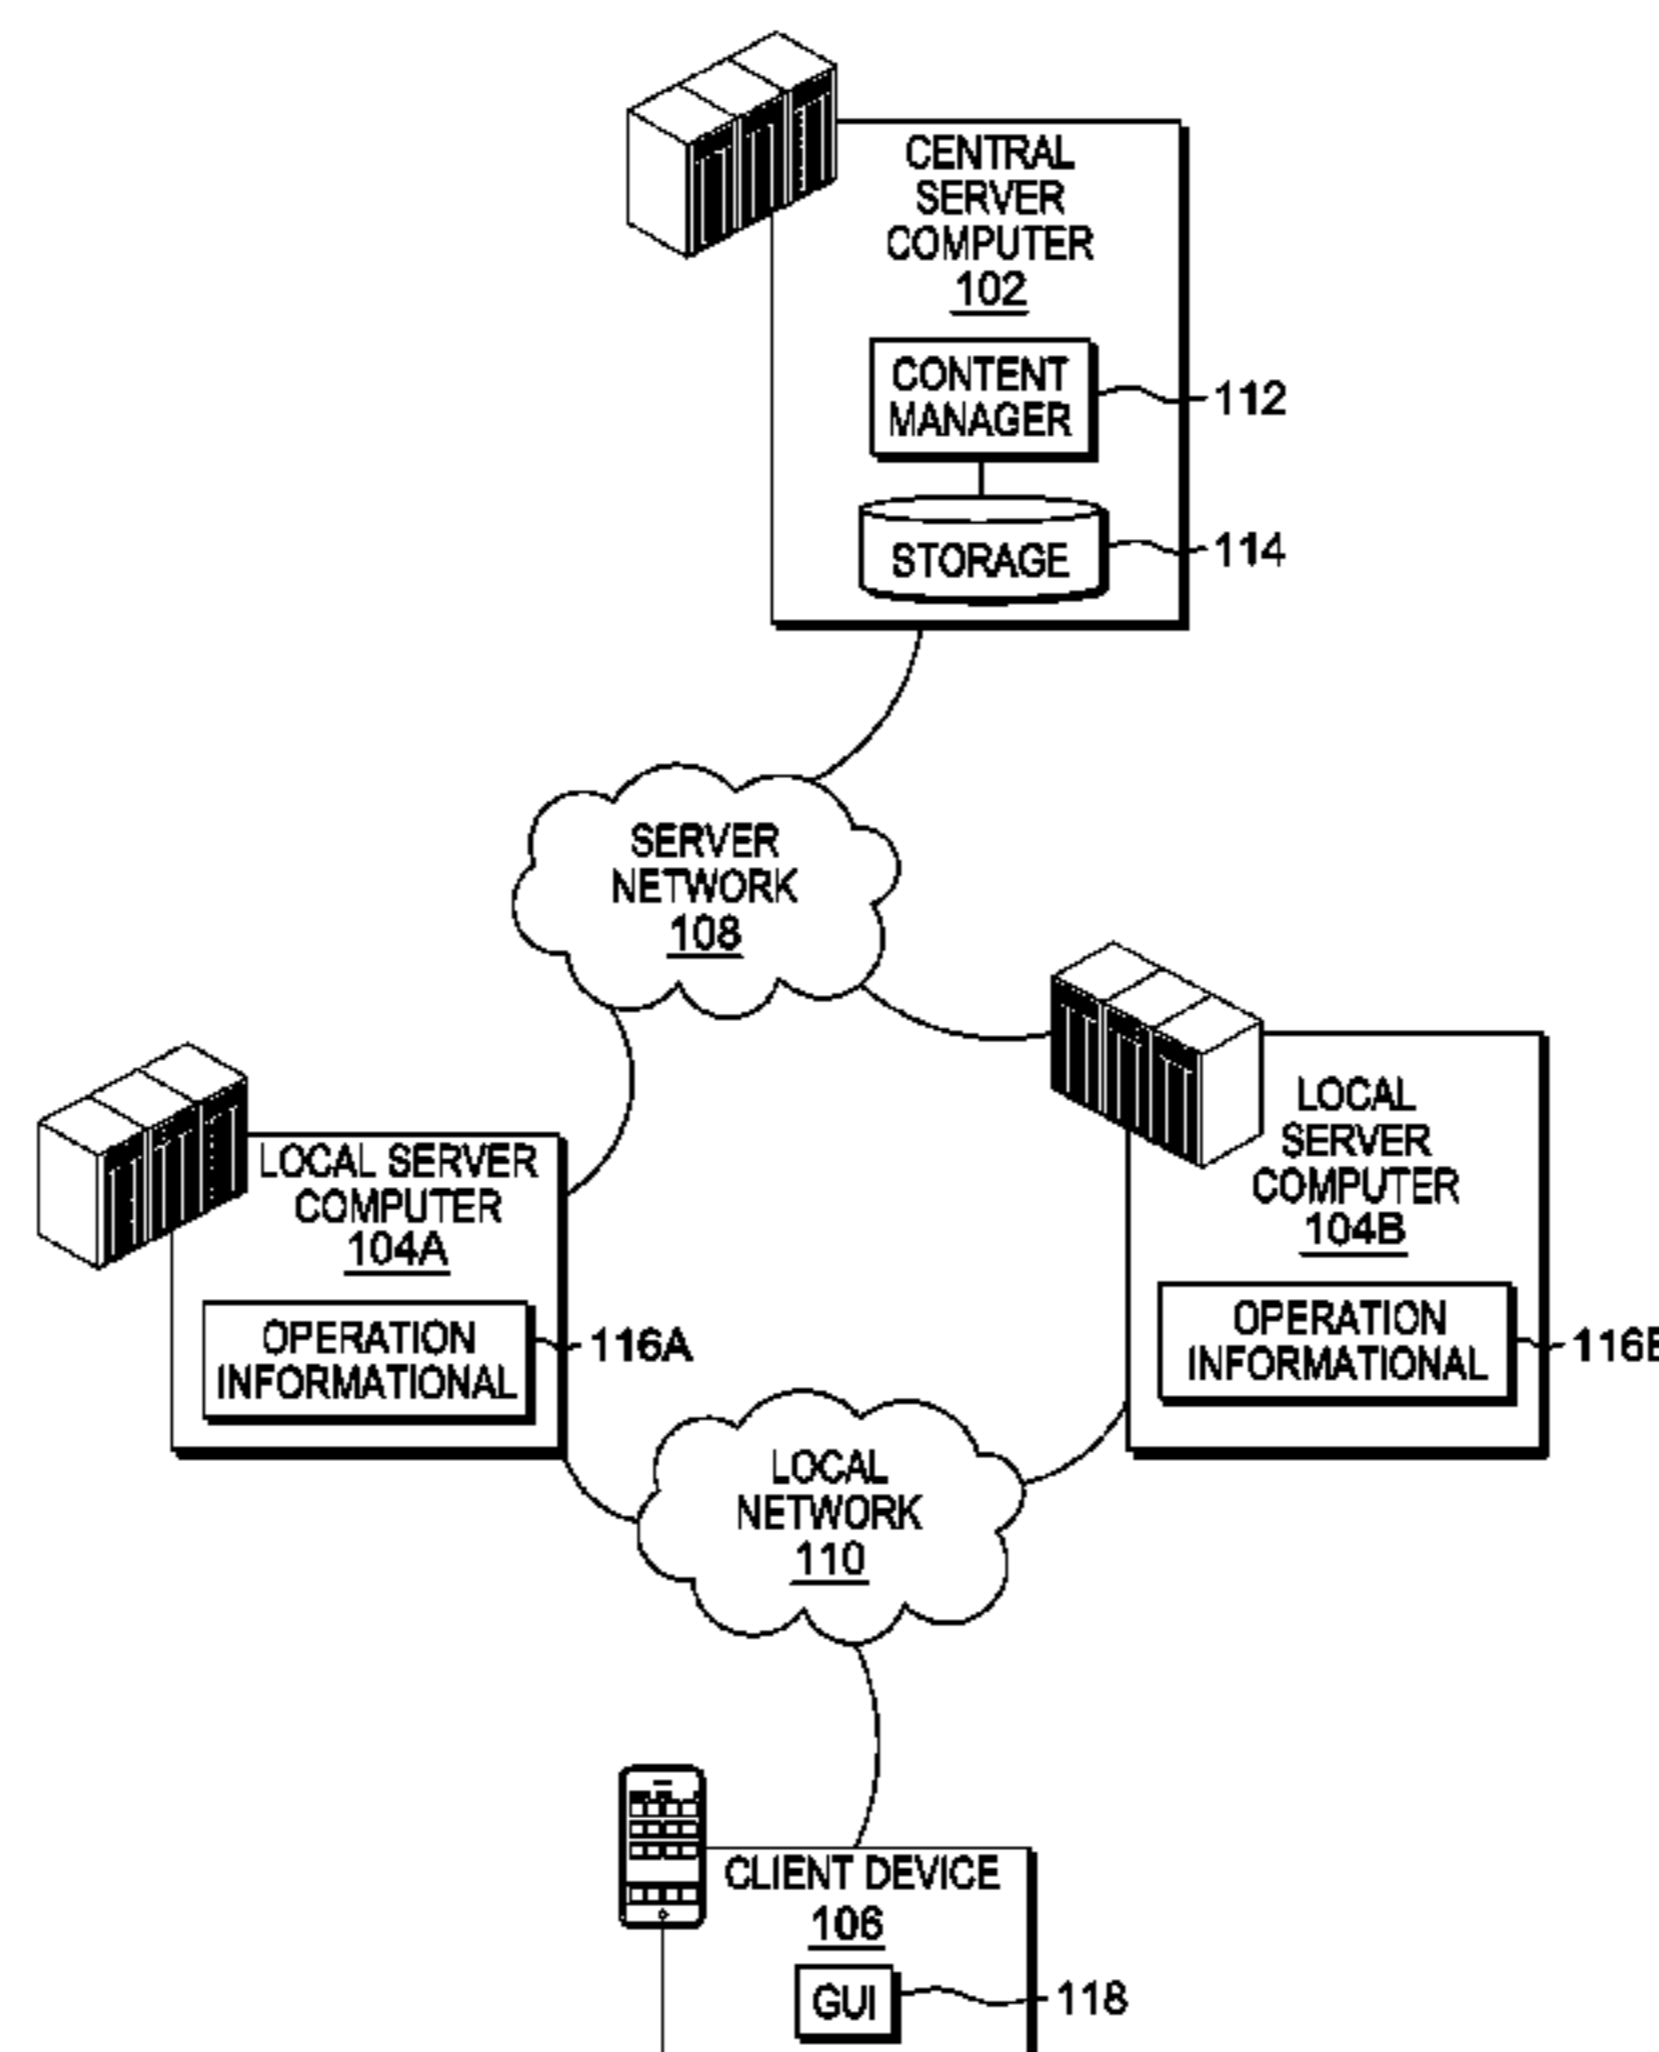 CENTRAL
SERVER
COMPUTER
102
CONTENT
MANAGER
112
STORAGE
114
SERVER
NETWORK
108
LOCAL SERVER
COMPUTER
104A
OPERATION
INFORMATIONAL
116A
LOCAL
SERVER
COMPUTER
104B
OPERATION
INFORMATIONAL
116B
LOCAL
NETWORK
110
CLIENT DEVICE
106
GUI
118